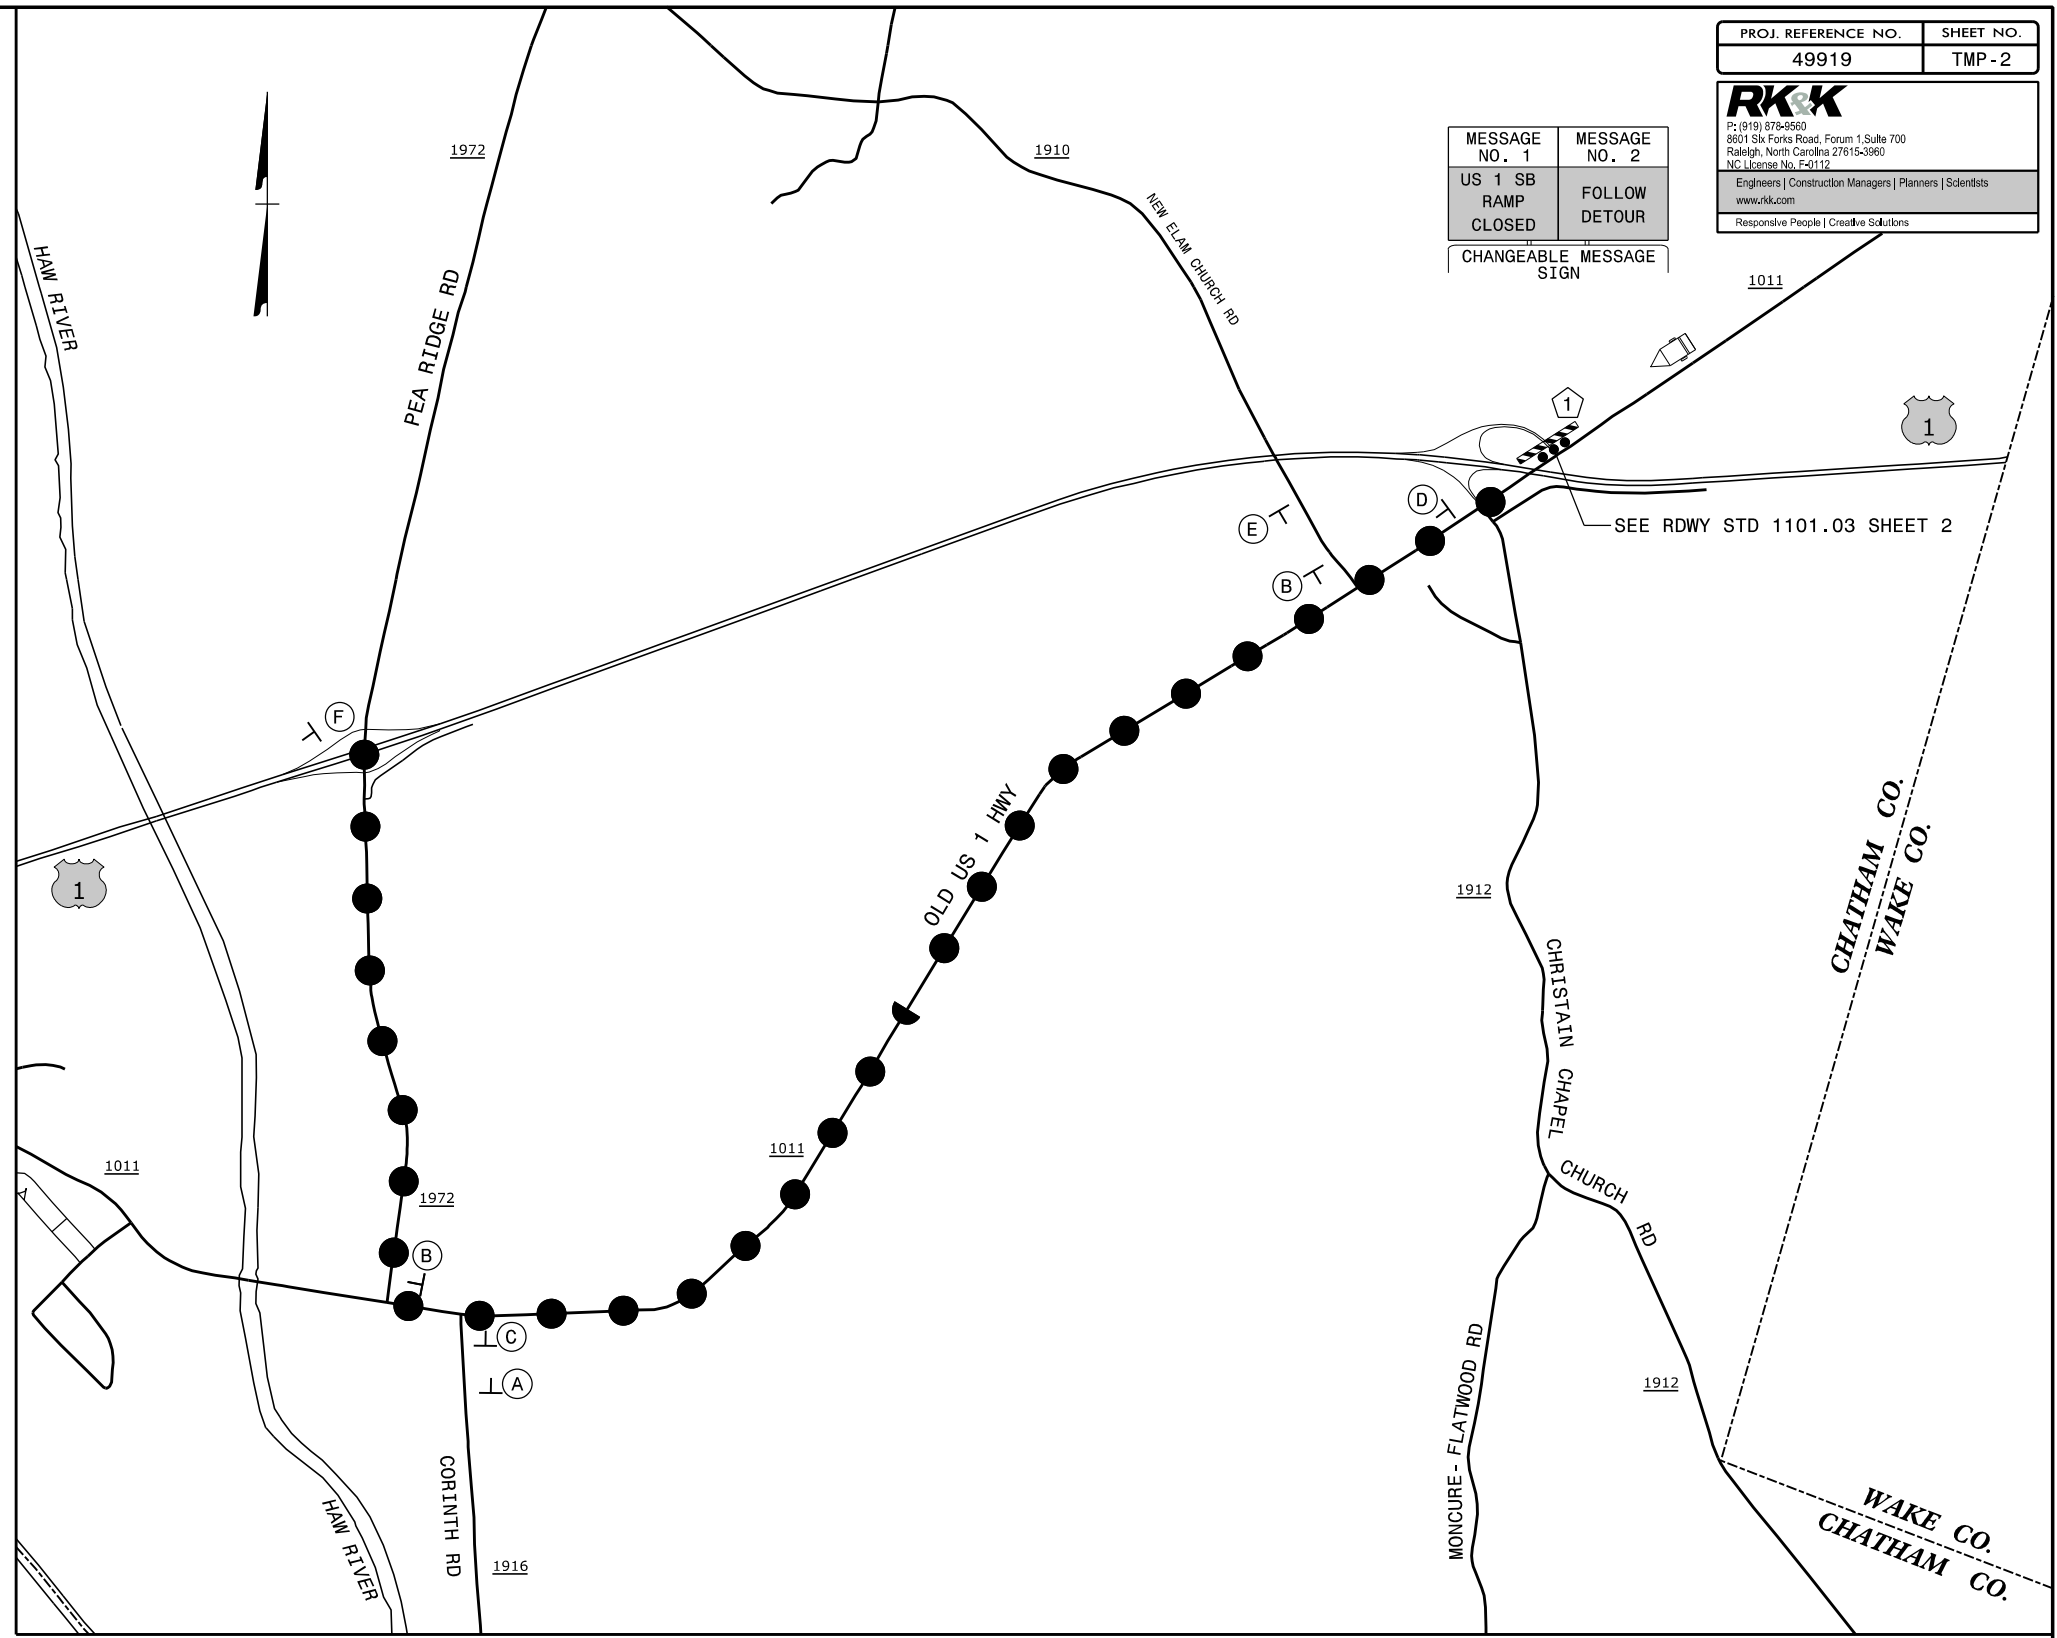 PROJ. REFERENCE NO. SHEET NO.
49919 TMP-2
RK&K
P: (919) 878-9560
8601 Six Forks Road, Forum 1, Suite 700
Raleigh, North Carolina 27615-3960
NC License No. F-0112
Engineers | Construction Managers | Planners | Scientists
www.rkk.com
Responsive People | Creative Solutions
MESSAGE NO. 1
MESSAGE NO. 2
US 1 SB
RAMP
CLOSED
FOLLOW
DETOUR
CHANGEABLE MESSAGE
SIGN
1972
1910
1011
HAW RIVER
PEA RIDGE RD
NEW ELAM CHURCH RD
1
1
D
E
B
SEE RDWY STD 1101.03 SHEET 2
F
1
OLD US 1 HWY
1912
CHATHAM CO.
WAKE CO.
CHRISTAIN CHAPEL
CHURCH
RD
1011
1011
1972
B
C
A
MONCURE-FLATWOOD RD
1912
CORINTH RD
HAW RIVER
1916
WAKE CO.
CHATHAM CO.